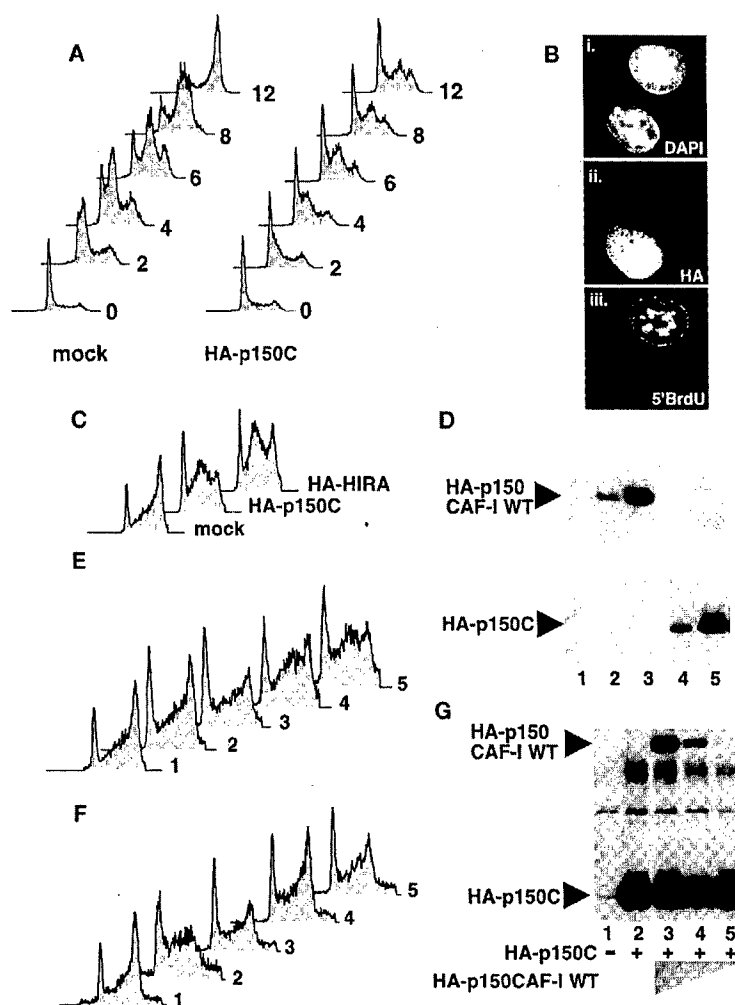 A
12
8
6
4
2
0
mock
12
8
6
4
2
0
HA-p150C
B
i.
DAPI
ii.
HA
iii.
5'BrdU
C
HA-HIRA
HA-p150C
mock
D
HA-p150
CAF-I WT
HA-p150C
1 2 3 4 5
E
5
4
3
2
1
F
5
4
3
2
1
G
HA-p150
CAF-I WT
HA-p150C
1 2 3 4 5
HA-p150C - + + + +
HA-p150CAF-I WT